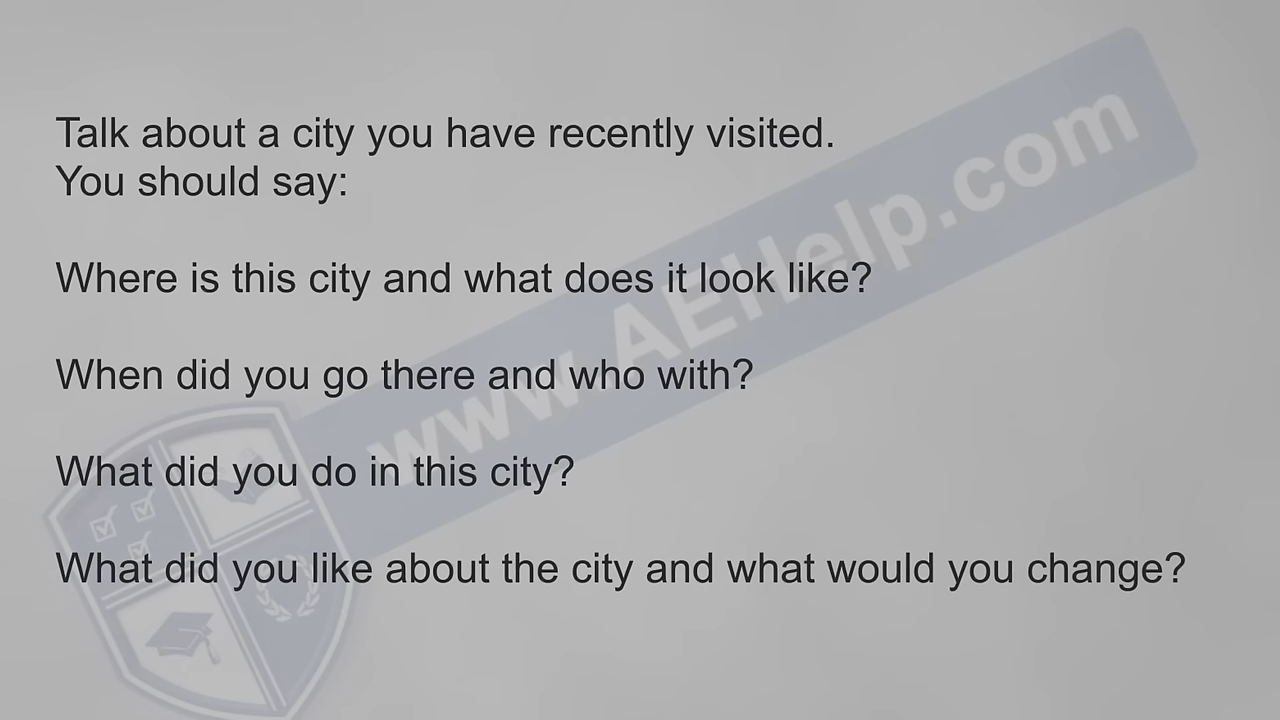 Talk about a city you have recently visited.
You should say:
Where is this city and what does it look like?
When did you go there and who with?
What did you do in this city?
What did you like about the city and what would you change?
www.AEHelp.com